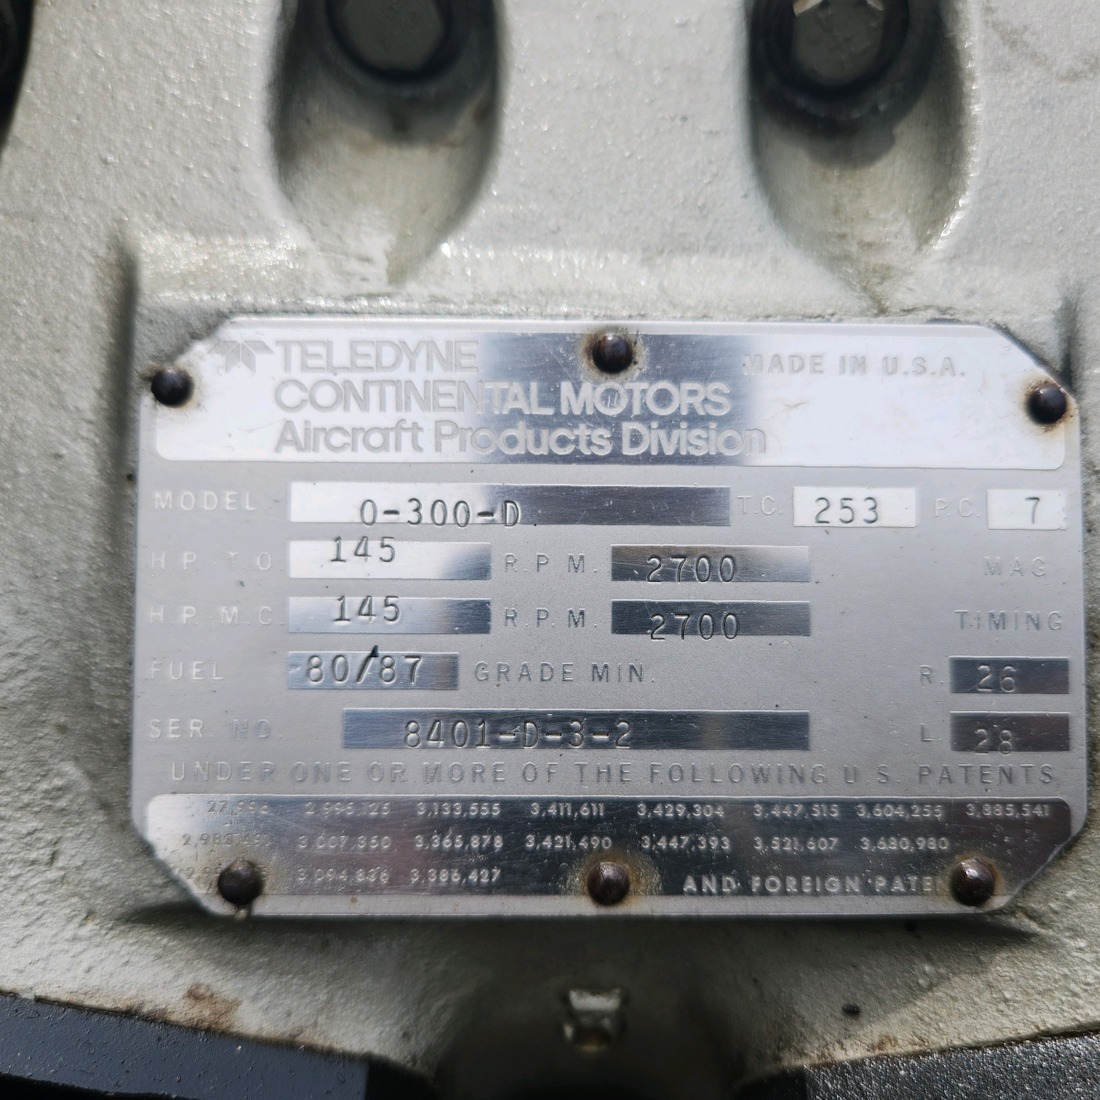 TELEDYNE MADE IN U.S.A.
CONTINENTAL MOTORS
Aircraft Products Division
MODEL 0-300-D T.C. 253 P.C. 7
H P T O 145 R.P.M. 2700 MAG
H P M C 145 R.P.M. 2700 TIMING
FUEL 80/87 GRADE MIN. R. 26
SER. NO 8401-D-3-2 L 28
UNDER ONE OR MORE OF THE FOLLOWING U.S. PATENTS
2,995,125 3,133,555 3,411,611 3,429,304 3,447,515 3,604,255 3,885,541
3,007,350 3,365,878 3,421,490 3,447,393 3,521,607 3,680,980
3,094,836 3,386,427 AND FOREIGN